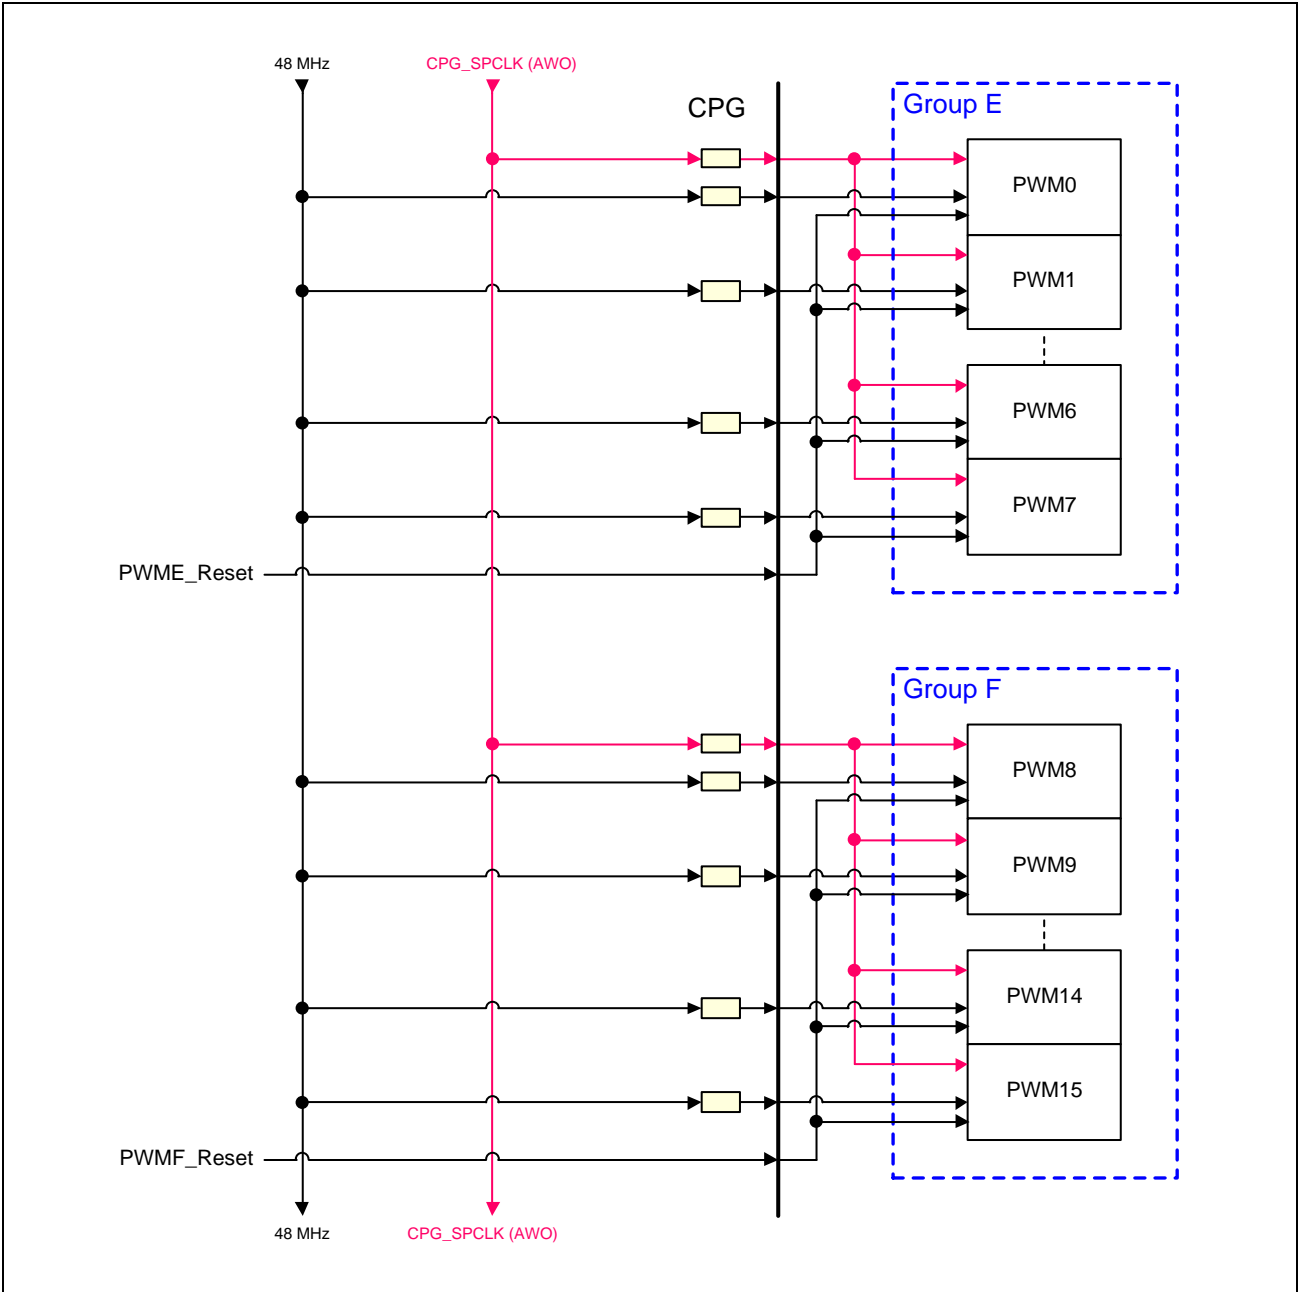 48 MHz
CPG_SPCLK (AWO)
CPG
Group E
PWM0
PWM1
PWM6
PWM7
PWME_Reset
Group F
PWM8
PWM9
PWM14
PWM15
PWMF_Reset
48 MHz
CPG_SPCLK (AWO)